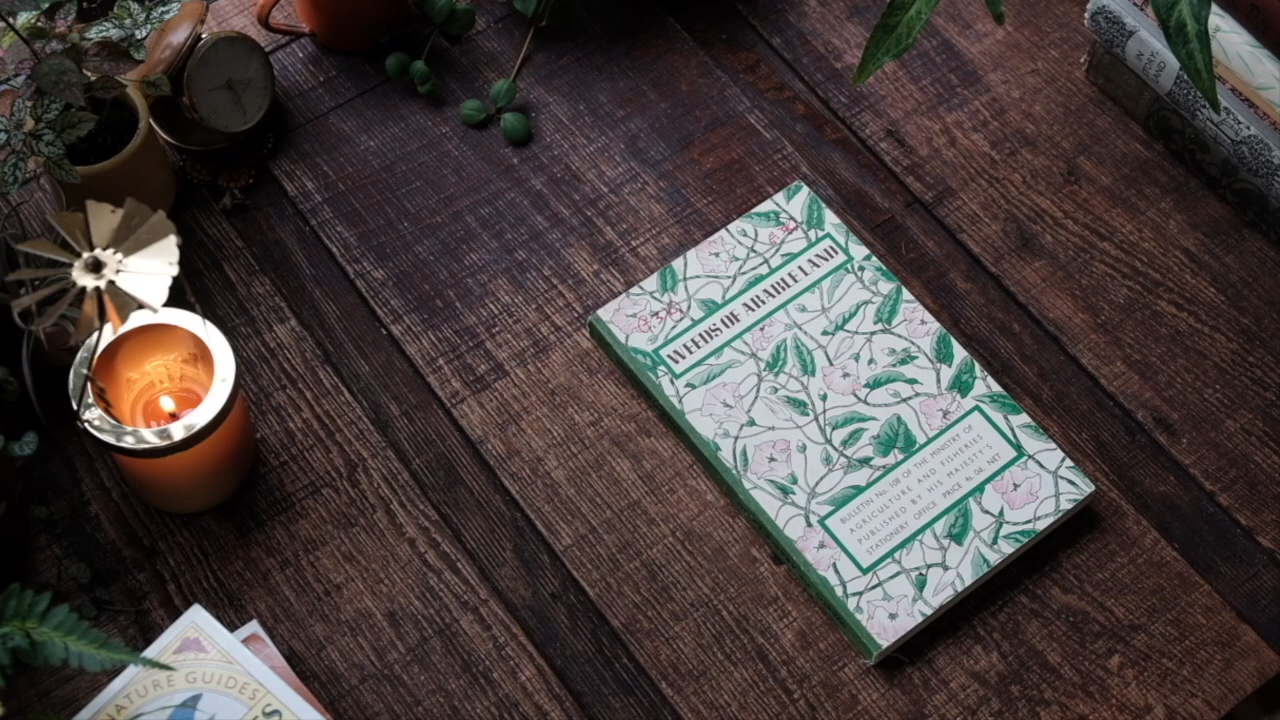 WEEDS OF ARABLE LAND
BULLETIN No. 108 OF THE MINISTRY OF
AGRICULTURE AND FISHERIES
PUBLISHED BY HIS MAJESTY'S
STATIONERY OFFICE PRICE 4s. 0d. NET
NATURE GUIDES